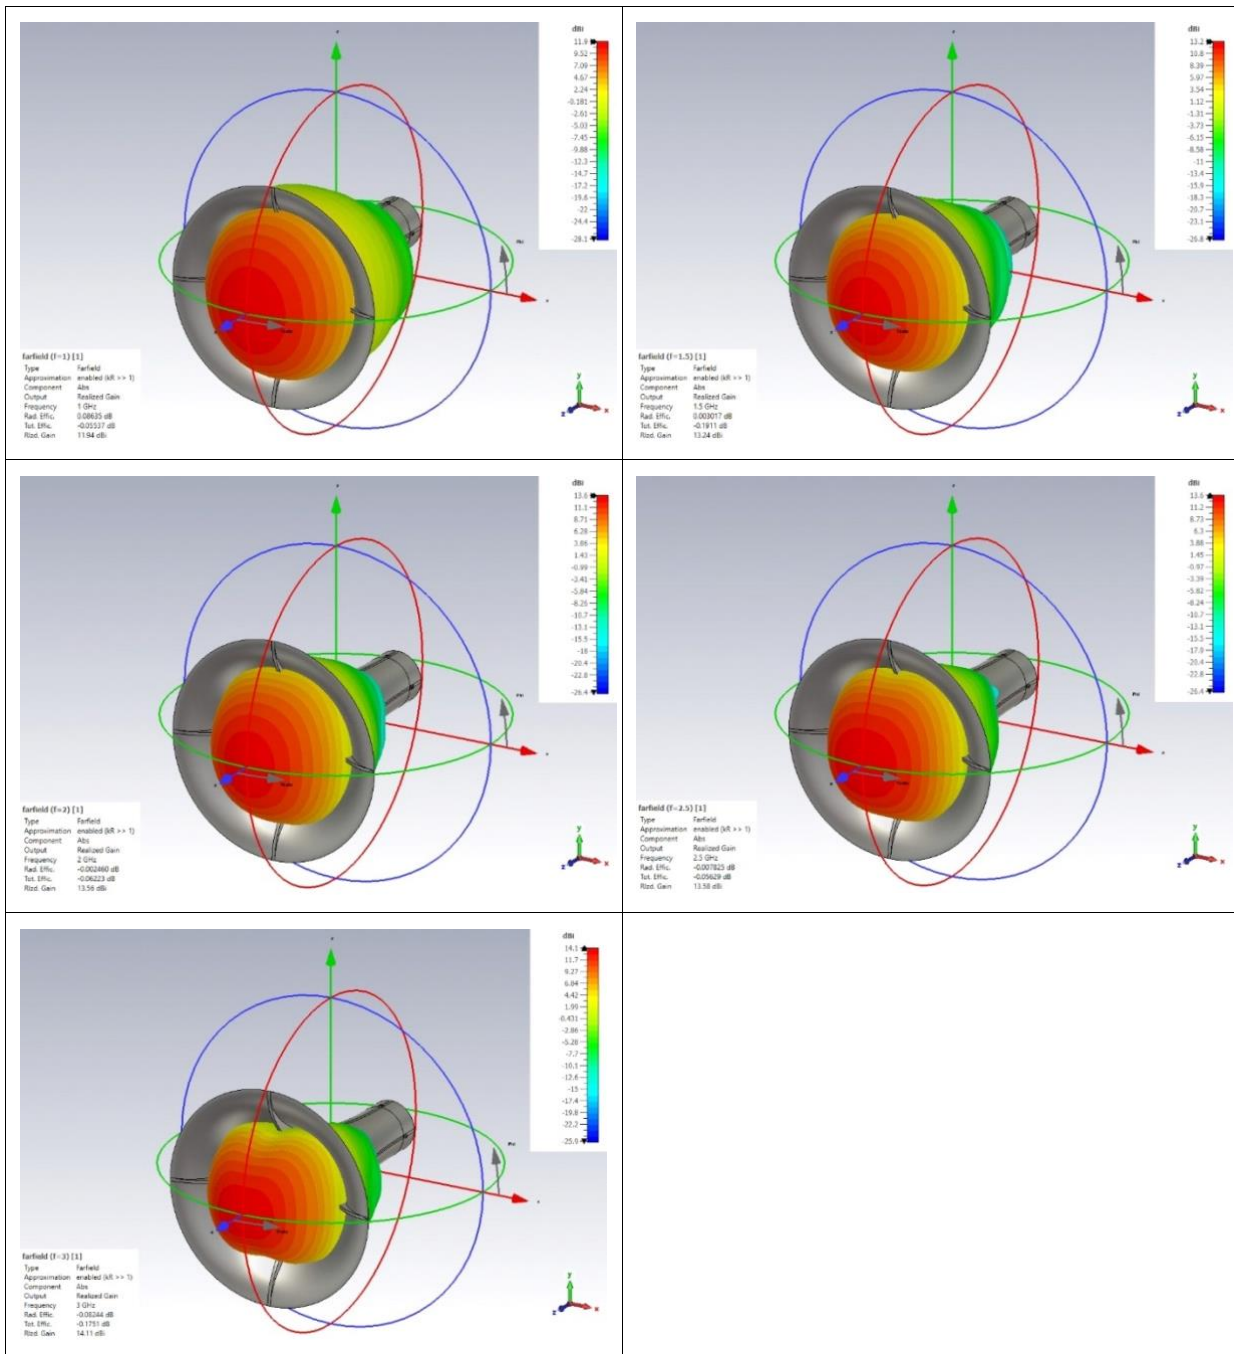 dBi
11.9
9.52
7.09
4.67
2.24
-0.181
-2.61
-5.03
-7.45
-9.88
-12.3
-14.7
-17.2
-19.6
-22
-24.4
-28.1
Phi
farfield (f=1) [1]
Type Farfield
Approximation enabled (kR >> 1)
Component Abs
Output Realized Gain
Frequency 1 GHz
Rad. Effic. 0.08635 dB
Tot. Effic. -0.05537 dB
Rlzd. Gain 11.94 dBi
y
z x
dBi
13.2
10.8
8.39
5.97
3.54
1.12
-1.31
-3.73
-6.15
-8.58
-11
-13.4
-15.9
-18.3
-20.7
-23.1
-26.8
Phi
farfield (f=1.5) [1]
Type Farfield
Approximation enabled (kR >> 1)
Component Abs
Output Realized Gain
Frequency 1.5 GHz
Rad. Effic. 0.003017 dB
Tot. Effic. -0.1911 dB
Rlzd. Gain 13.24 dBi
y
z x
dBi
13.6
11.1
8.71
6.28
3.86
1.43
-0.99
-3.41
-5.84
-8.26
-10.7
-13.1
-15.5
-18
-20.4
-22.8
-26.4
Phi
farfield (f=2) [1]
Type Farfield
Approximation enabled (kR >> 1)
Component Abs
Output Realized Gain
Frequency 2 GHz
Rad. Effic. -0.002460 dB
Tot. Effic. -0.06223 dB
Rlzd. Gain 13.56 dBi
y
z x
dBi
13.6
11.2
8.73
6.3
3.88
1.45
-0.97
-3.39
-5.82
-8.24
-10.7
-13.1
-15.5
-17.9
-20.4
-22.8
-26.4
Phi
farfield (f=2.5) [1]
Type Farfield
Approximation enabled (kR >> 1)
Component Abs
Output Realized Gain
Frequency 2.5 GHz
Rad. Effic. -0.007825 dB
Tot. Effic. -0.05629 dB
Rlzd. Gain 13.58 dBi
y
z x
dBi
14.1
11.7
9.27
6.84
4.42
1.99
-0.431
-2.86
-5.28
-7.7
-10.1
-12.6
-15
-17.4
-19.8
-22.2
-25.9
Phi
farfield (f=3) [1]
Type Farfield
Approximation enabled (kR >> 1)
Component Abs
Output Realized Gain
Frequency 3 GHz
Rad. Effic. -0.08244 dB
Tot. Effic. -0.1751 dB
Rlzd. Gain 14.11 dBi
y
z x